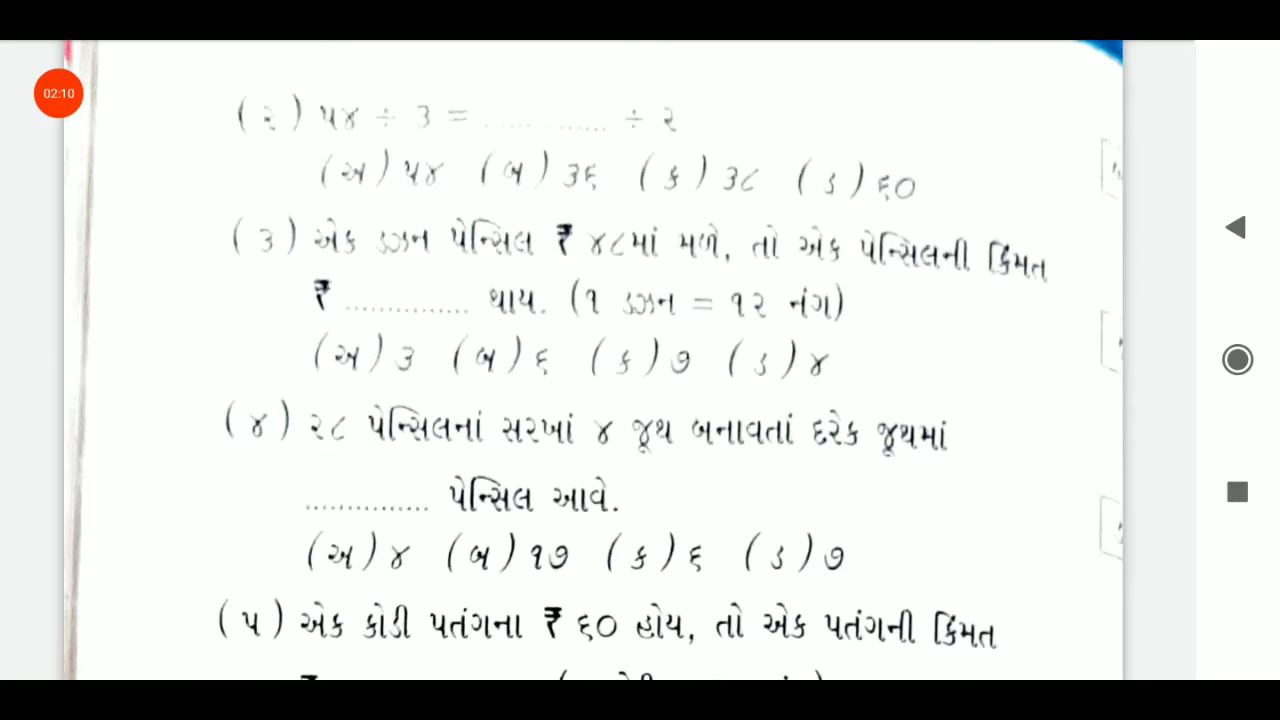 02:10
(૨) ૫૪ ÷ ૩ = ............ ÷ ૨
(અ) ૫૪ (બ) ૩૬ (ક) ૩૮ (ડ) ૬૦
(૩) એક ડઝન પેન્સિલ ₹ ૪૮માં મળે, તો એક પેન્સિલની કિંમત
₹ .............. થાય. (૧ ડઝન = ૧૨ નંગ)
(અ) ૩ (બ) ૬ (ક) ૭ (ડ) ૪
(૪) ૨૮ પેન્સિલનાં સરખાં ૪ જૂથ બનાવતાં દરેક જૂથમાં
.............. પેન્સિલ આવે.
(અ) ૪ (બ) ૧૭ (ક) ૬ (ડ) ૭
(૫) એક કોડી પતંગના ₹ ૬૦ હોય, તો એક પતંગની કિંમત